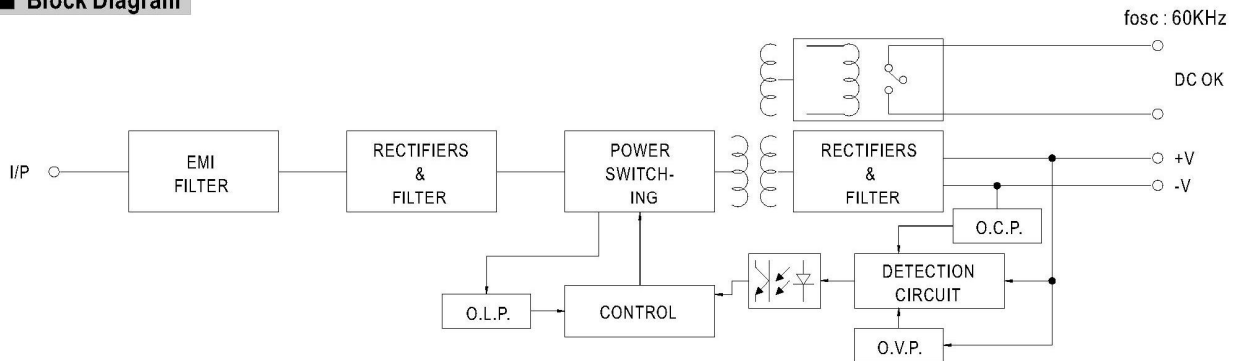 ■ Block Diagram
fosc : 60KHz
DC OK
I/P
EMI
FILTER
RECTIFIERS
&
FILTER
POWER
SWITCH-
ING
RECTIFIERS
&
FILTER
+V
-V
O.C.P.
DETECTION
CIRCUIT
O.L.P.
CONTROL
O.V.P.